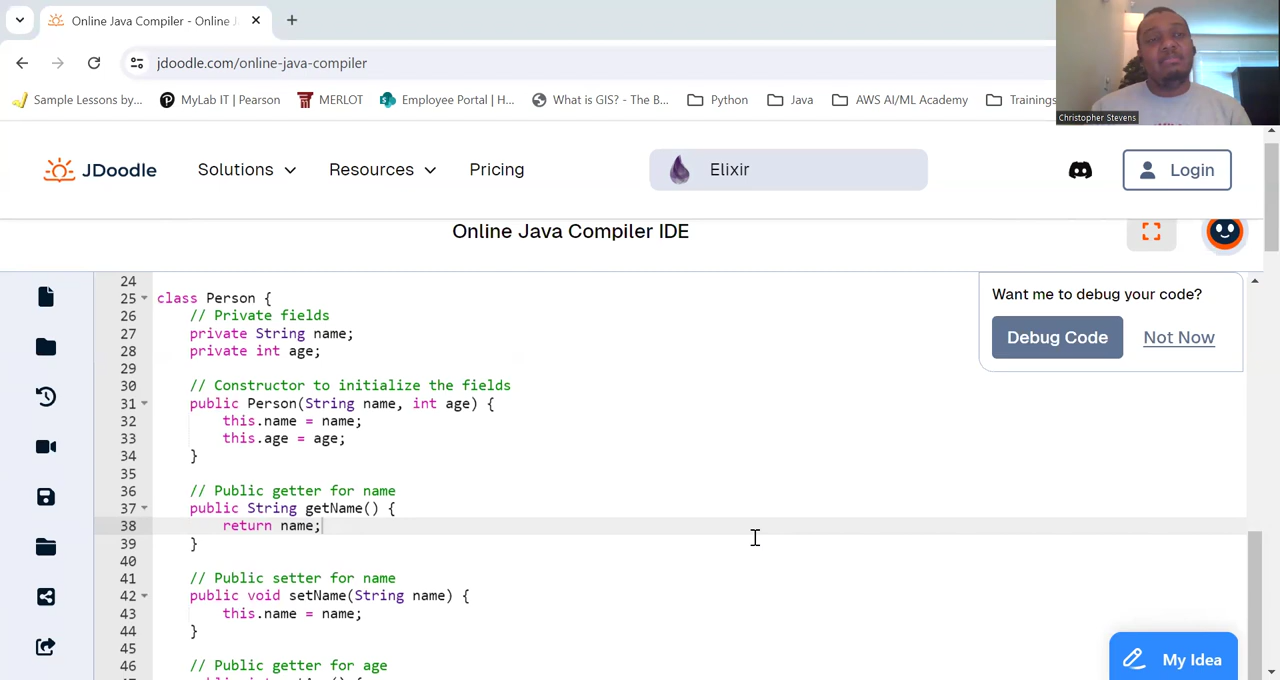 Online Java Compiler - Online J
jdoodle.com/online-java-compiler
Sample Lessons by...
MyLab IT | Pearson
MERLOT
Employee Portal | H...
What is GIS? - The B...
Python
Java
AWS AI/ML Academy
Trainings
Christopher Stevens
JDoodle
Solutions
Resources
Pricing
Elixir
Login
Online Java Compiler IDE
Want me to debug your code?
Debug Code
Not Now
24
25 class Person {
26 // Private fields
27 private String name;
28 private int age;
29
30 // Constructor to initialize the fields
31 public Person(String name, int age) {
32 this.name = name;
33 this.age = age;
34 }
35
36 // Public getter for name
37 public String getName() {
38 return name;
39 }
40
41 // Public setter for name
42 public void setName(String name) {
43 this.name = name;
44 }
45
46 // Public getter for age
My Idea